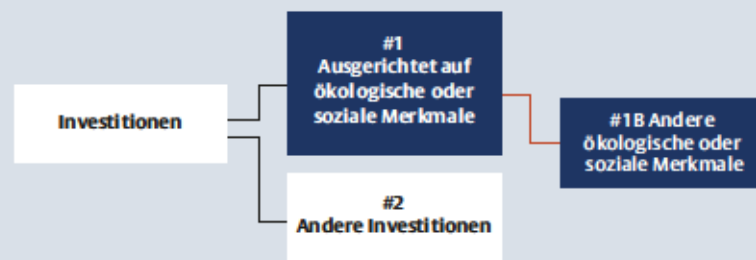 Investitionen
#1
Ausgerichtet auf
ökologische oder
soziale Merkmale
#1B Andere
ökologische oder
soziale Merkmale
#2
Andere Investitionen